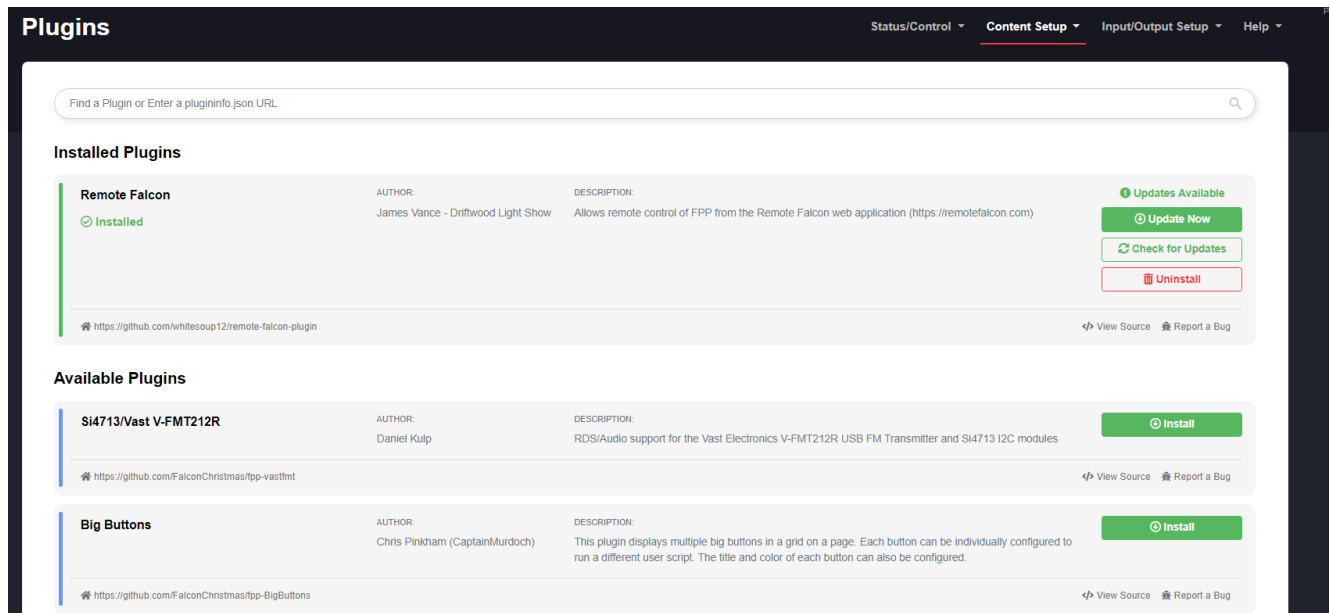 Plugins
Status/Control
Content Setup
Input/Output Setup
Help
Find a Plugin or Enter a plugininfo.json URL
Installed Plugins
Remote Falcon
Installed
AUTHOR:
James Vance - Driftwood Light Show
DESCRIPTION:
Allows remote control of FPP from the Remote Falcon web application (https://remotefalcon.com)
Updates Available
Update Now
Check for Updates
Uninstall
https://github.com/whitesoup12/remote-falcon-plugin
View Source
Report a Bug
Available Plugins
Si4713/Vast V-FMT212R
AUTHOR:
Daniel Kulp
DESCRIPTION:
RDS/Audio support for the Vast Electronics V-FMT212R USB FM Transmitter and Si4713 I2C modules
Install
https://github.com/FalconChristmas/fpp-vastfmt
View Source
Report a Bug
Big Buttons
AUTHOR:
Chris Pinkham (CaptainMurdoch)
DESCRIPTION:
This plugin displays multiple big buttons in a grid on a page. Each button can be individually configured to
run a different user script. The title and color of each button can also be configured.
Install
https://github.com/FalconChristmas/fpp-BigButtons
View Source
Report a Bug